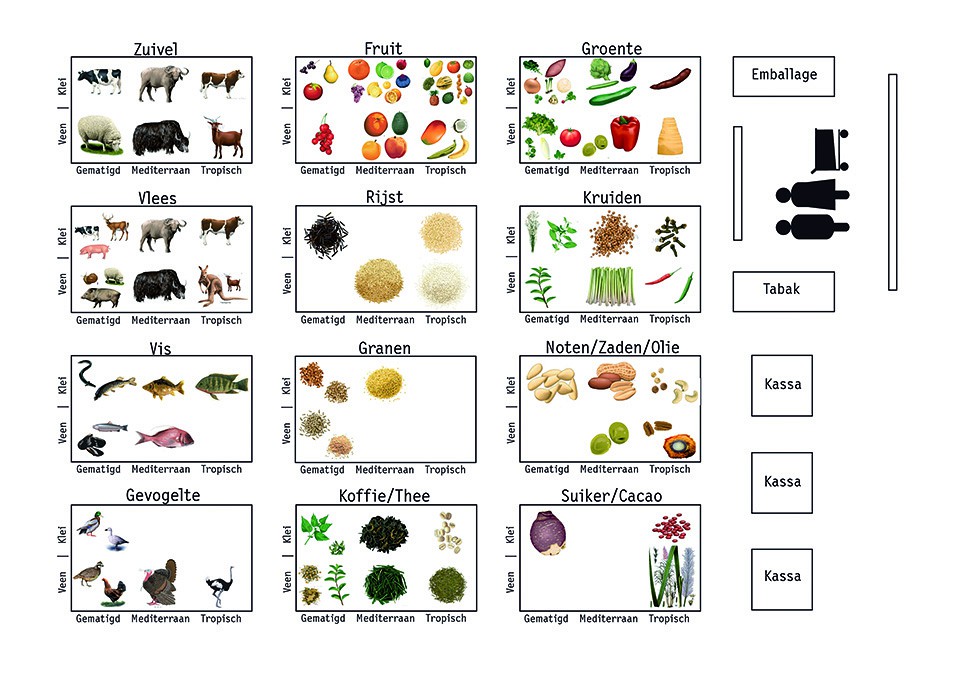 Zuivel
Klei
Veen
Gematigd Mediterraan Tropisch
Fruit
Klei
Veen
Gematigd Mediterraan Tropisch
Groente
Klei
Veen
Gematigd Mediterraan Tropisch
Emballage
Vlees
Klei
Veen
Gematigd Mediterraan Tropisch
Rijst
Klei
Veen
Gematigd Mediterraan Tropisch
Kruiden
Klei
Veen
Gematigd Mediterraan Tropisch
Tabak
Vis
Klei
Veen
Gematigd Mediterraan Tropisch
Granen
Klei
Veen
Gematigd Mediterraan Tropisch
Noten/Zaden/Olie
Klei
Veen
Gematigd Mediterraan Tropisch
Kassa
Kassa
Gevogelte
Klei
Veen
Gematigd Mediterraan Tropisch
Koffie/Thee
Klei
Veen
Gematigd Mediterraan Tropisch
Suiker/Cacao
Klei
Veen
Gematigd Mediterraan Tropisch
Kassa